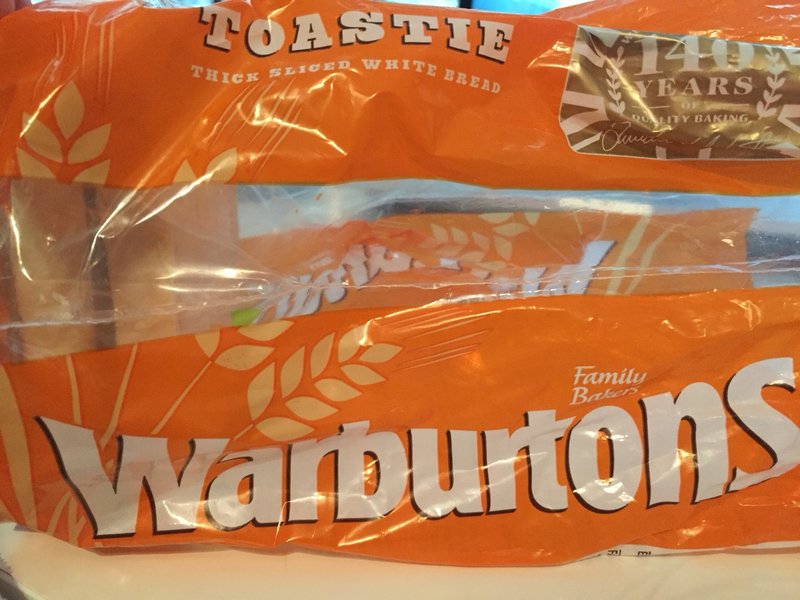 TOASTIE
THICK SLICED WHITE BREAD
140
YEARS
OF
QUALITY BAKING
Family
Bakers
Warburtons